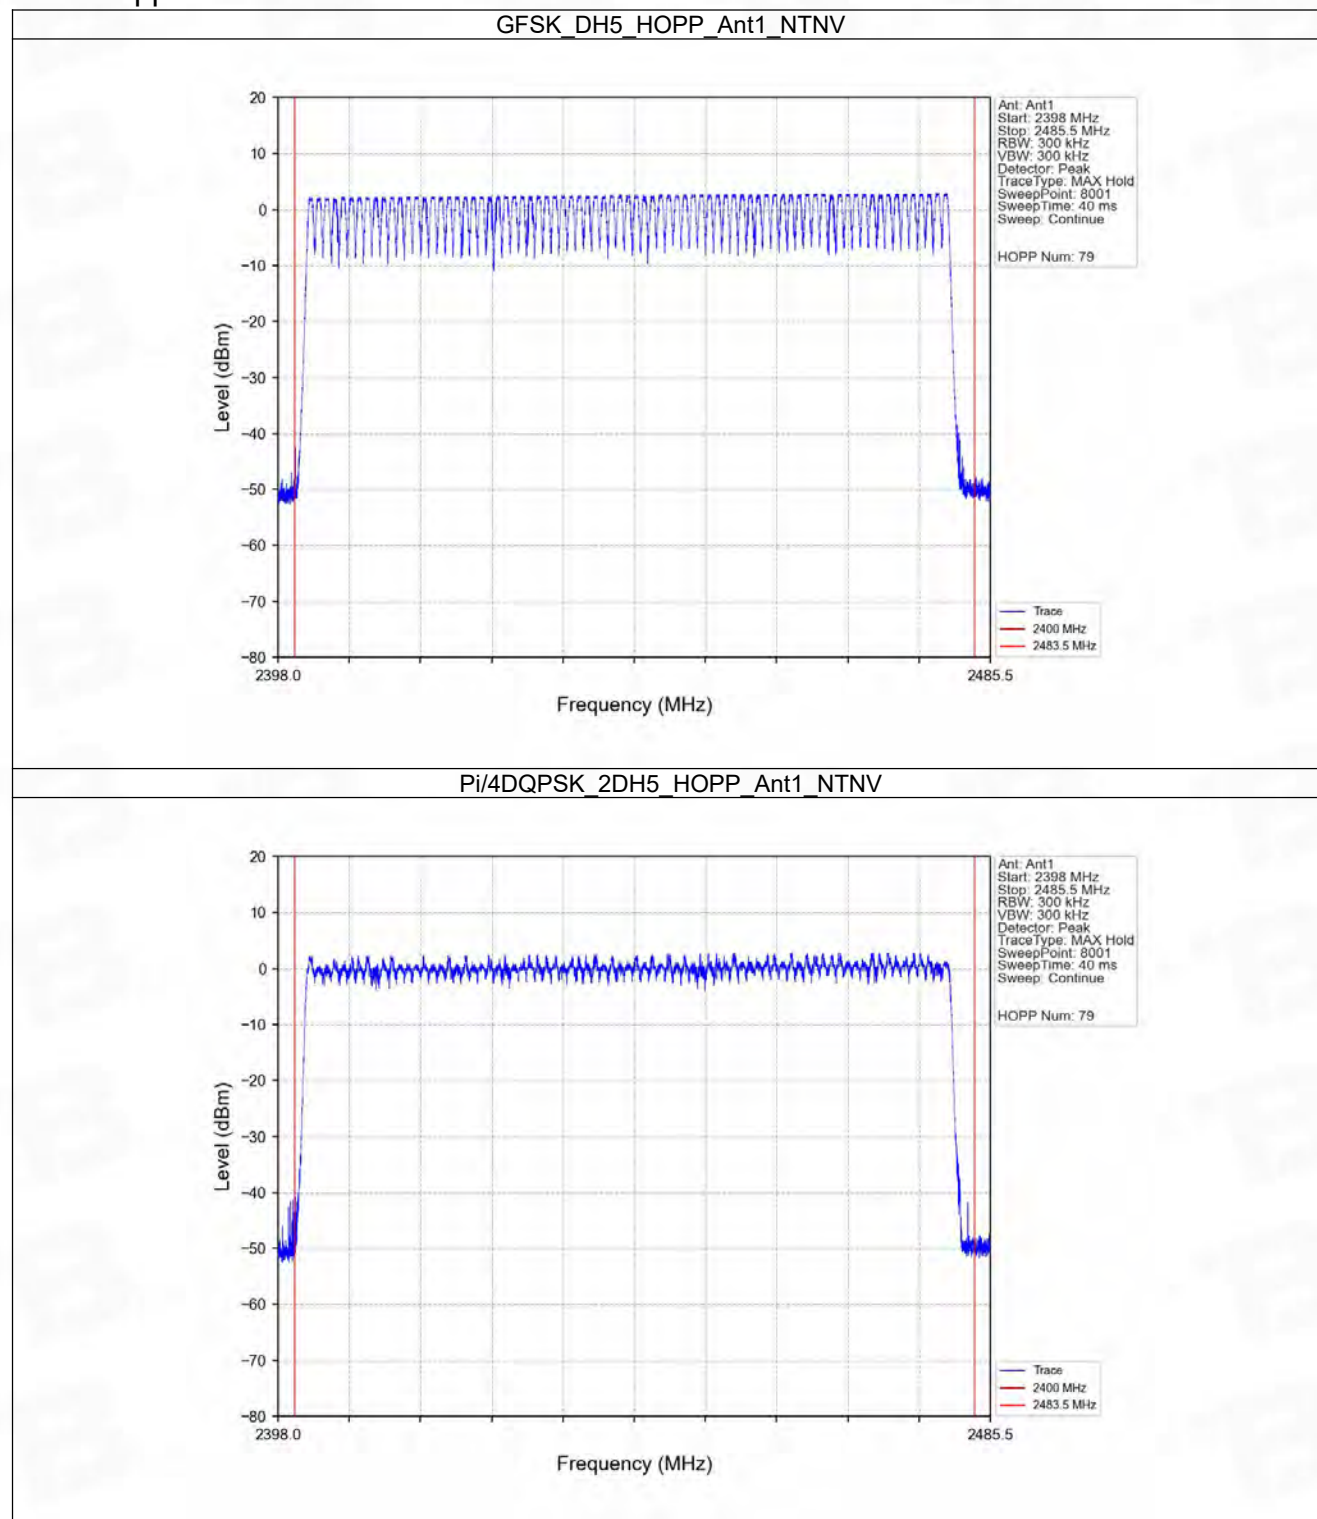 GFSK_DH5_HOPP_Ant1_NTNV
20
10
0
−10
−20
−30
−40
−50
−60
−70
−80
Level (dBm)
2398.0
2485.5
Frequency (MHz)
Ant: Ant1
Start: 2398 MHz
Stop: 2485.5 MHz
RBW: 300 kHz
VBW: 300 kHz
Detector: Peak
TraceType: MAX Hold
SweepPoint: 8001
SweepTime: 40 ms
Sweep: Continue
HOPP Num: 79
Trace
2400 MHz
2483.5 MHz
Pi/4DQPSK_2DH5_HOPP_Ant1_NTNV
20
10
0
−10
−20
−30
−40
−50
−60
−70
−80
Level (dBm)
2398.0
2485.5
Frequency (MHz)
Ant: Ant1
Start: 2398 MHz
Stop: 2485.5 MHz
RBW: 300 kHz
VBW: 300 kHz
Detector: Peak
TraceType: MAX Hold
SweepPoint: 8001
SweepTime: 40 ms
Sweep: Continue
HOPP Num: 79
Trace
2400 MHz
2483.5 MHz